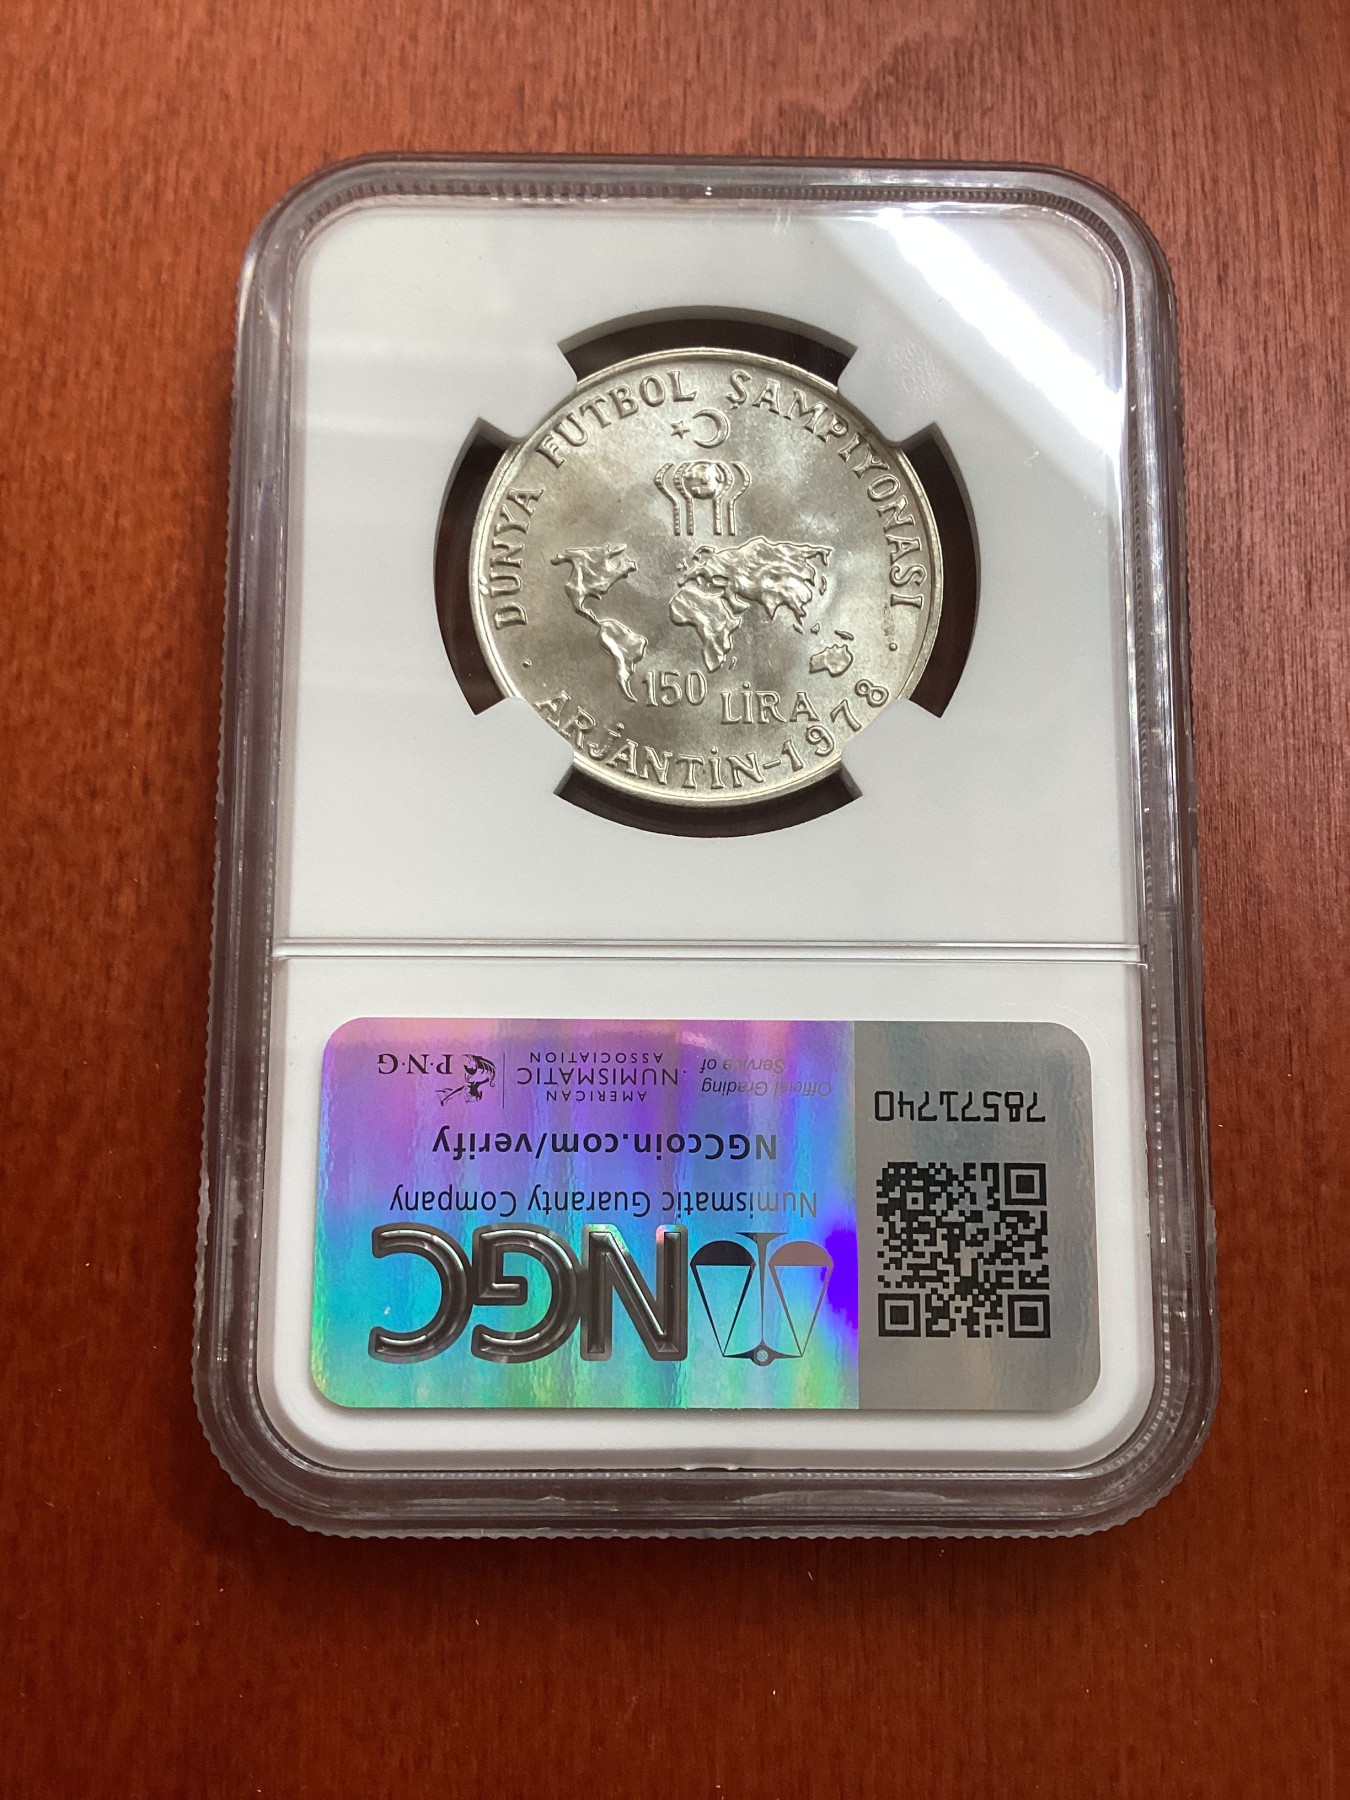 DÜNYA FUTBOL ŞAMPİYONASI
150 LİRA
ARJANTİN-1978
NGC
Numismatic Guaranty Company
NGCcoin.com/verify
Official Grading
Service of
AMERICAN
NUMISMATIC
ASSOCIATION
P·N·G
78571740